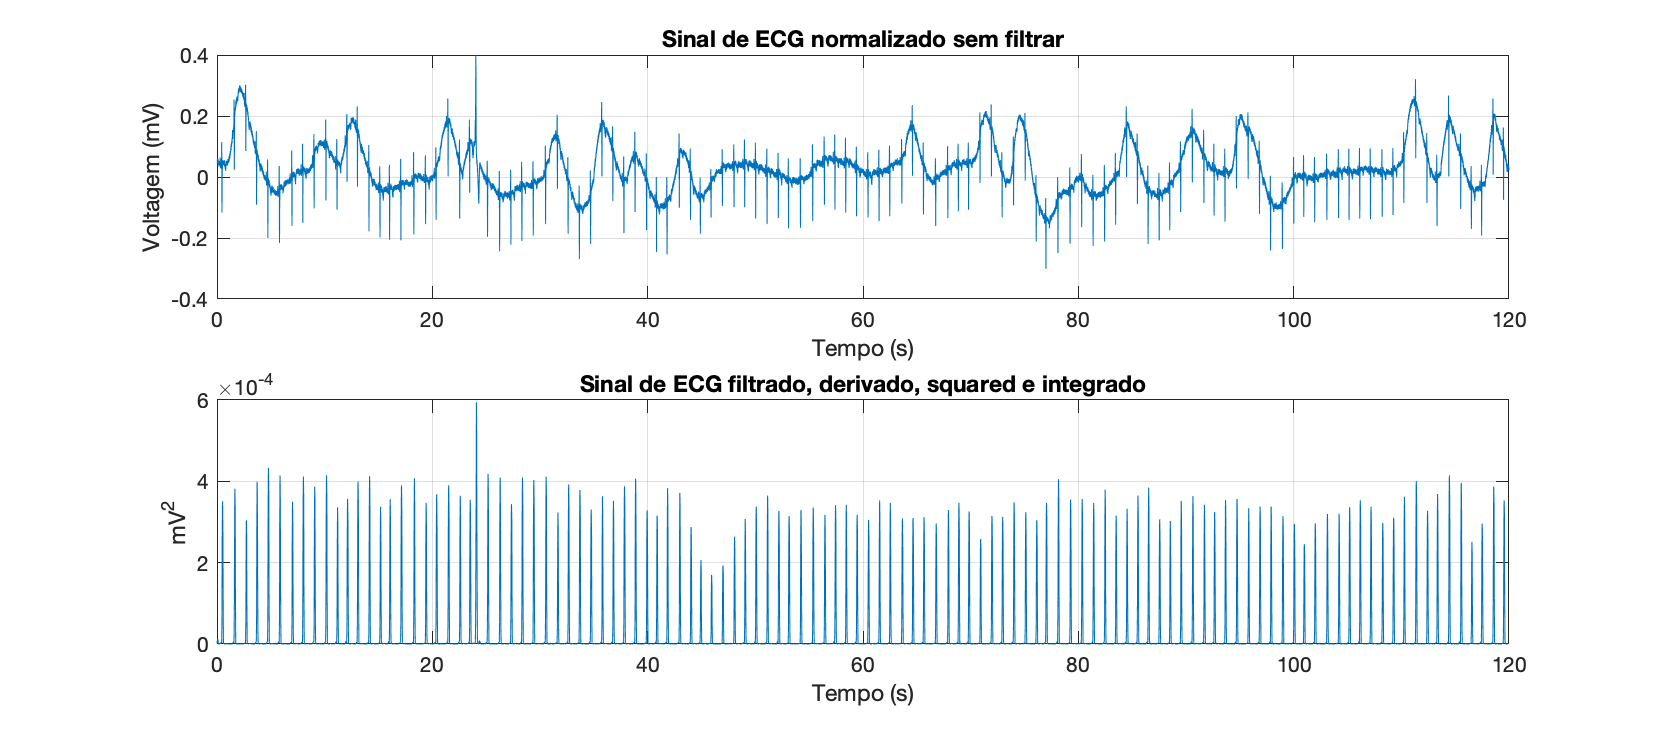 Sinal de ECG normalizado sem filtrar
Voltagem (mV)
0.4
0.2
0
-0.2
-0.4
0 20 40 60 80 100 120
Tempo (s)
×10⁻⁴
Sinal de ECG filtrado, derivado, squared e integrado
mV²
6
4
2
0
0 20 40 60 80 100 120
Tempo (s)